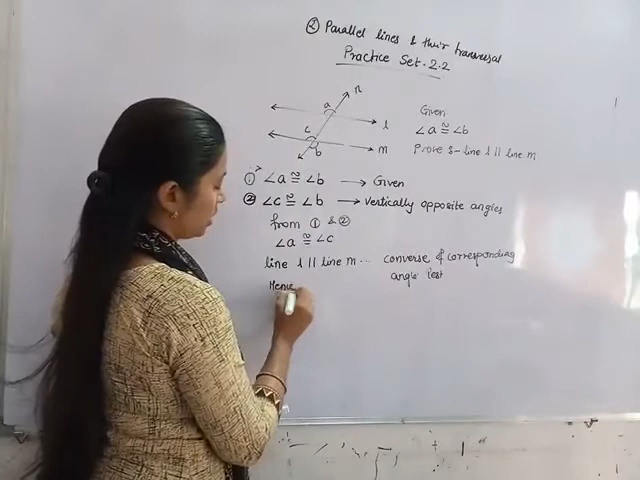 ② Parallel lines & their transversal
Practice Set-2.2
n
a
l
c
m
b
Given
∠a ≅ ∠b
Prove s- line l || line m
① ∠a ≅ ∠b → Given
② ∠c ≅ ∠b → vertically opposite angles
from ① & ②
∠a ≅ ∠c
line l || line m ... converse of corresponding
angle test
Hence